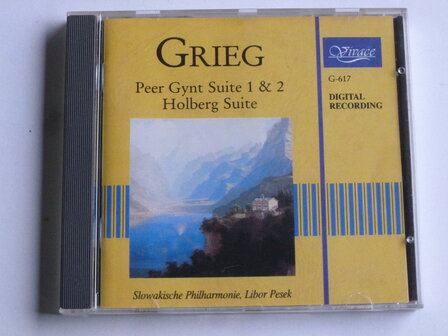 GRIEG
Peer Gynt Suite 1 & 2
Holberg Suite
Vivace
G-617
DIGITAL
RECORDING
Slowakische Philharmonie, Libor Pesek